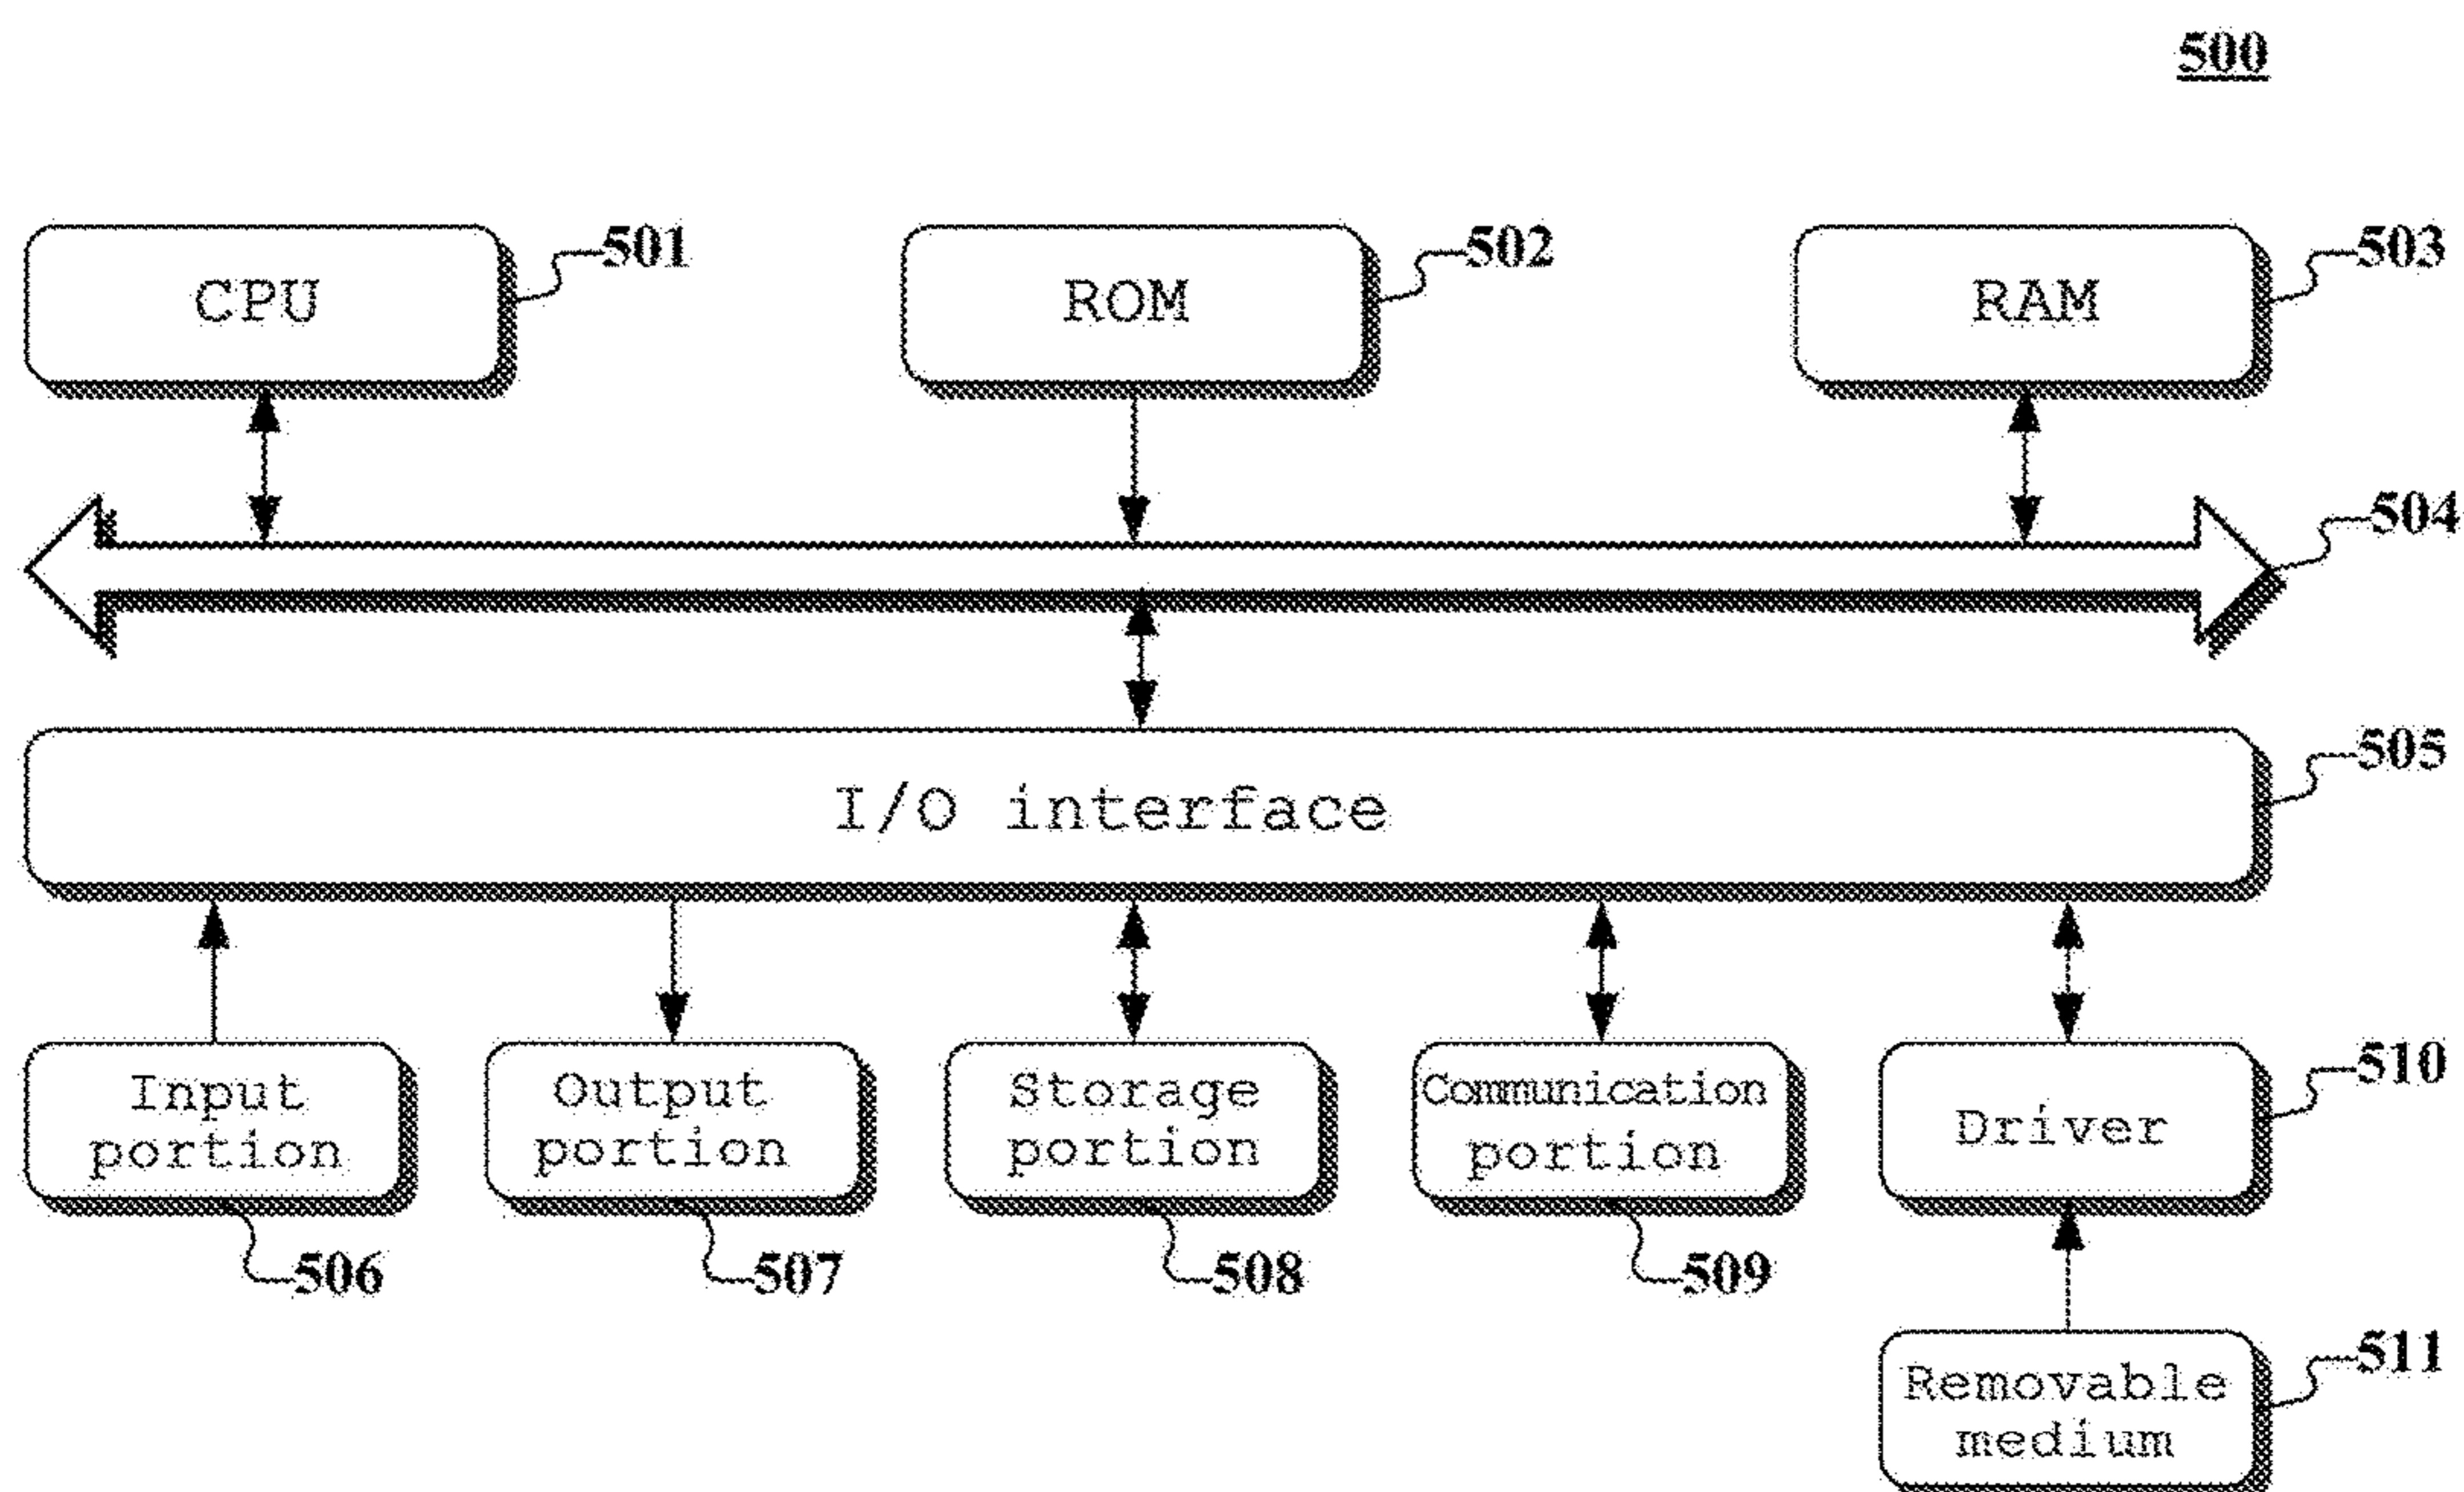 500
CPU
501
ROM
502
RAM
503
504
I/O interface
505
Input
portion
506
Output
portion
507
Storage
portion
508
Communication
portion
509
Driver
510
Removable
medium
511